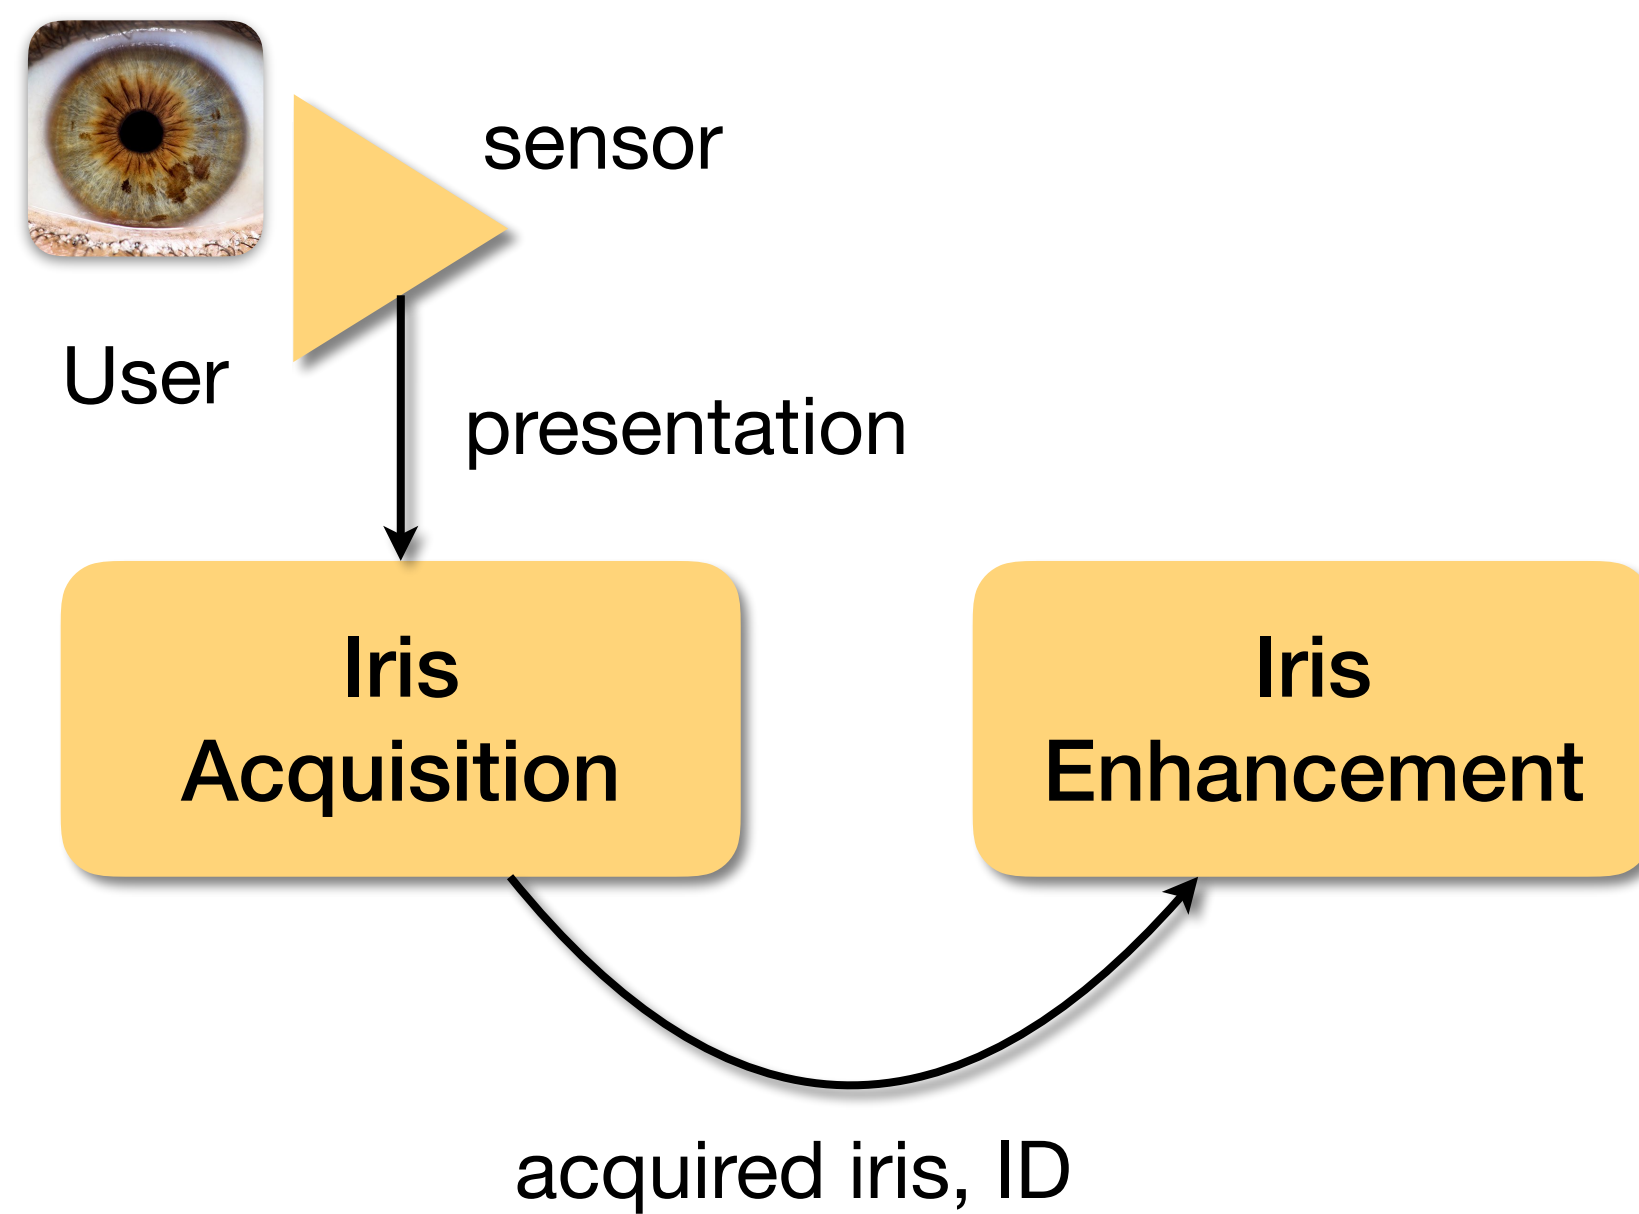 sensor
User
presentation
Iris
Acquisition
Iris
Enhancement
acquired iris, ID